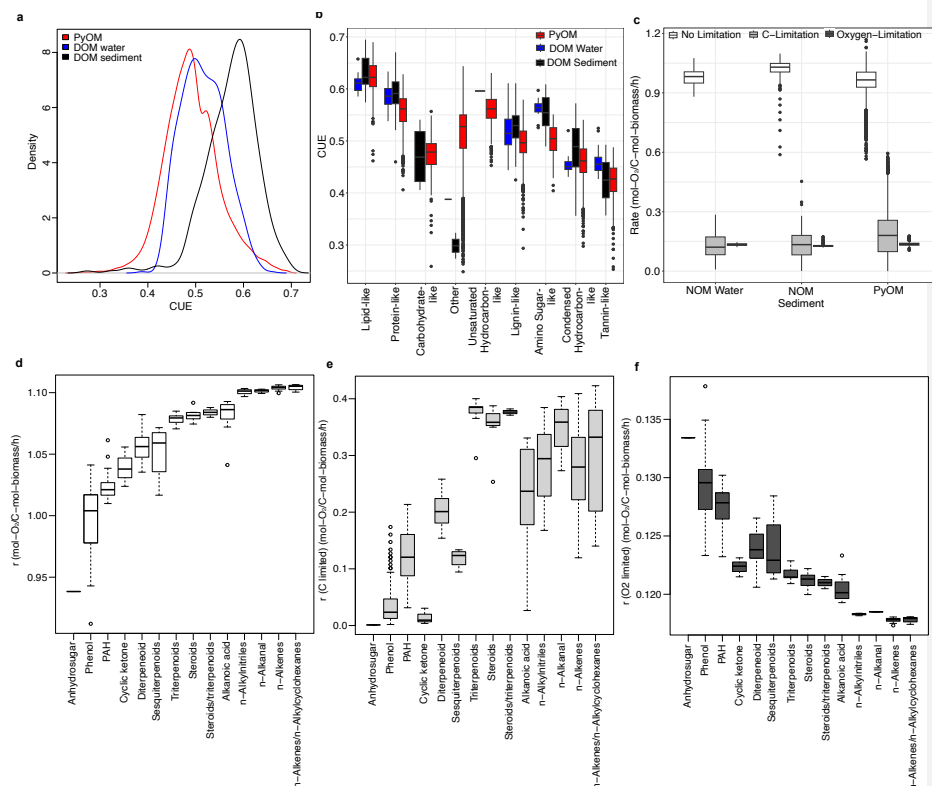 a
PyOM
DOM water
DOM sediment
Density
8
6
4
2
0
0.3
0.4
0.5
0.6
0.7
CUE
b
PyOM
DOM Water
DOM Sediment
CUE
0.7
0.6
0.5
0.4
0.3
Lipid-like
Protein-like
Carbohydrate-
like
Other
Unsaturated
Hydrocarbon-
like
Lignin-like
Amino Sugar-
like
Condensed
Hydrocarbon-
like
Tannin-like
c
No Limitation
C-Limitation
Oxygen-Limitation
Rate (mol-O₂/C-mol-biomass/h)
1.2
0.9
0.6
0.3
0.0
NOM Water
NOM
Sediment
PyOM
d
r (mol−O₂/C−mol−biomass/h)
1.10
1.05
1.00
0.95
Anhydrosugar
Phenol
PAH
Cyclic ketone
Diterpeneoid
Sesquiterpenoids
Triterpenoids
Steroids
Steroids/triterpenoids
Alkanoic acid
n−Alkylnitriles
n−Alkanal
n−Alkenes
n−Alkenes/n−Alkylcyclohexanes
e
r (C limited) (mol−O₂/C−mol−biomass/h)
0.4
0.3
0.2
0.1
0.0
Anhydrosugar
Phenol
PAH
Cyclic ketone
Diterpeneoid
Sesquiterpenoids
Triterpenoids
Steroids
Steroids/triterpenoids
Alkanoic acid
n−Alkylnitriles
n−Alkanal
n−Alkenes
n−Alkenes/n−Alkylcyclohexanes
f
r (O2 limited) (mol−O₂/C−mol−biomass/h)
0.135
0.130
0.125
0.120
Anhydrosugar
Phenol
PAH
Cyclic ketone
Diterpeneoid
Sesquiterpenoids
Triterpenoids
Steroids
Steroids/triterpenoids
Alkanoic acid
n−Alkylnitriles
n−Alkanal
n−Alkenes
n−Alkenes/n−Alkylcyclohexanes